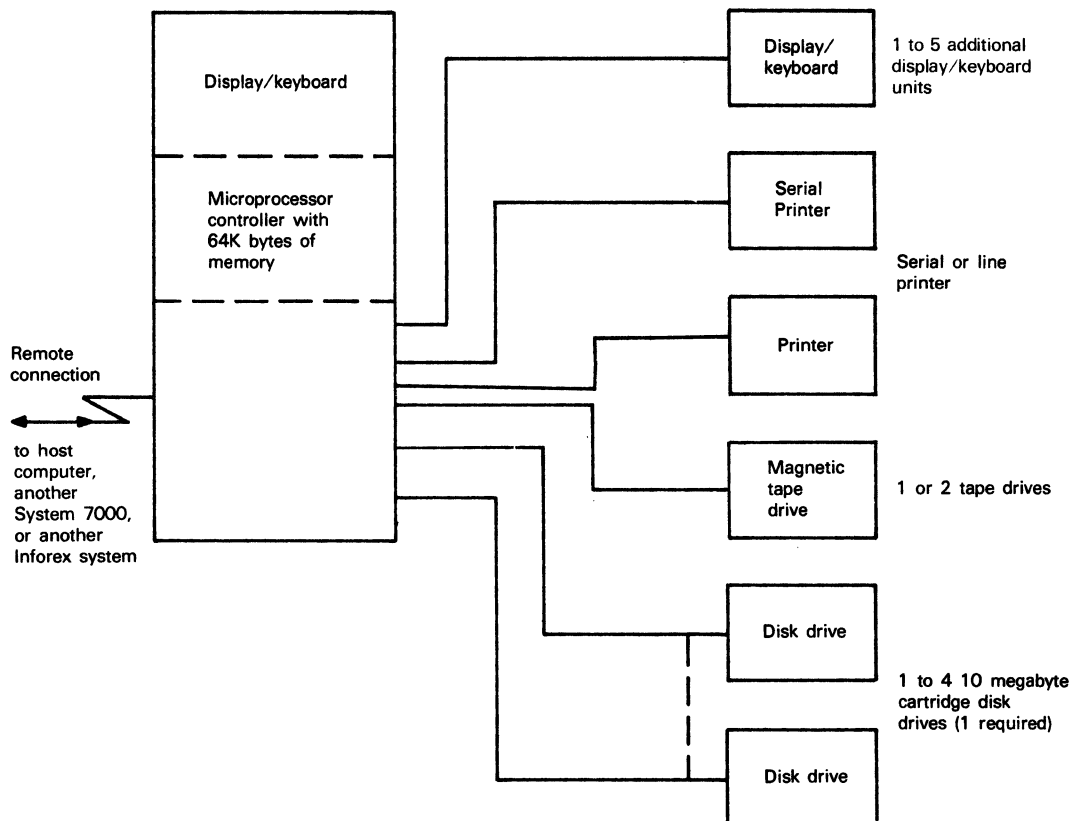 Display/keyboard
Microprocessor
controller with
64K bytes of
memory
Remote
connection
to host
computer,
another
System 7000,
or another
Inforex system
Display/
keyboard
1 to 5 additional
display/keyboard
units
Serial
Printer
Serial or line
printer
Printer
Magnetic
tape
drive
1 or 2 tape drives
Disk drive
1 to 4 10 megabyte
cartridge disk
drives (1 required)
Disk drive